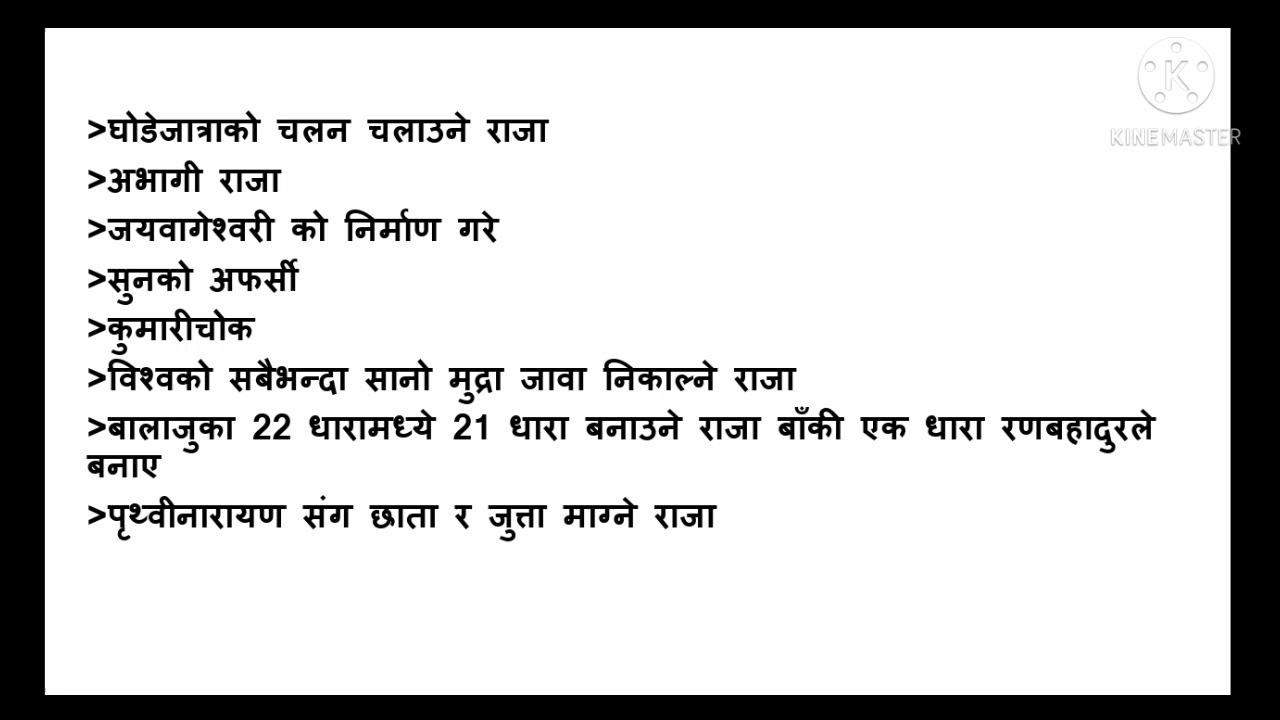 KINEMASTER
>घोडेजात्राको चलन चलाउने राजा
>अभागी राजा
>जयवागेश्वरी को निर्माण गरे
>सुनको अफर्सी
>कुमारीचोक
>विश्वको सबैभन्दा सानो मुद्रा जावा निकाल्ने राजा
>बालाजुका 22 धारामध्ये 21 धारा बनाउने राजा बाँकी एक धारा रणबहादुरले
बनाए
>पृथ्वीनारायण संग छाता र जुत्ता माग्ने राजा